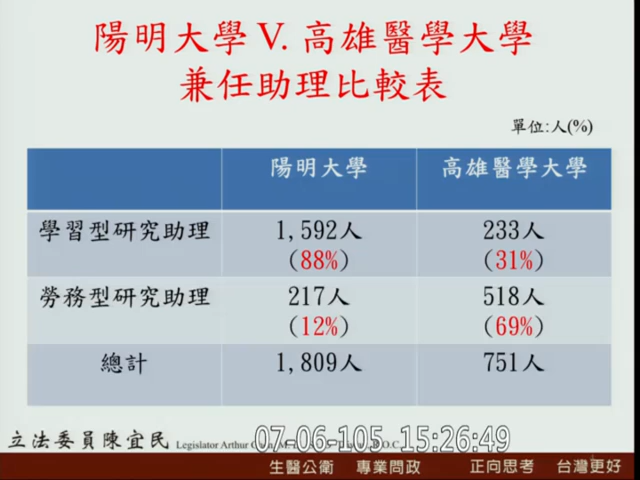 陽明大學 V. 高雄醫學大學
兼任助理比較表
單位:人(%)
陽明大學 高雄醫學大學
學習型研究助理 1,592人 (88%) 233人 (31%)
勞務型研究助理 217人 (12%) 518人 (69%)
總計 1,809人 751人
立法委員陳宜民 Legislator Arthur
07-06-105 15:26:49
生醫公衛 專業問政 正向思考 台灣更好